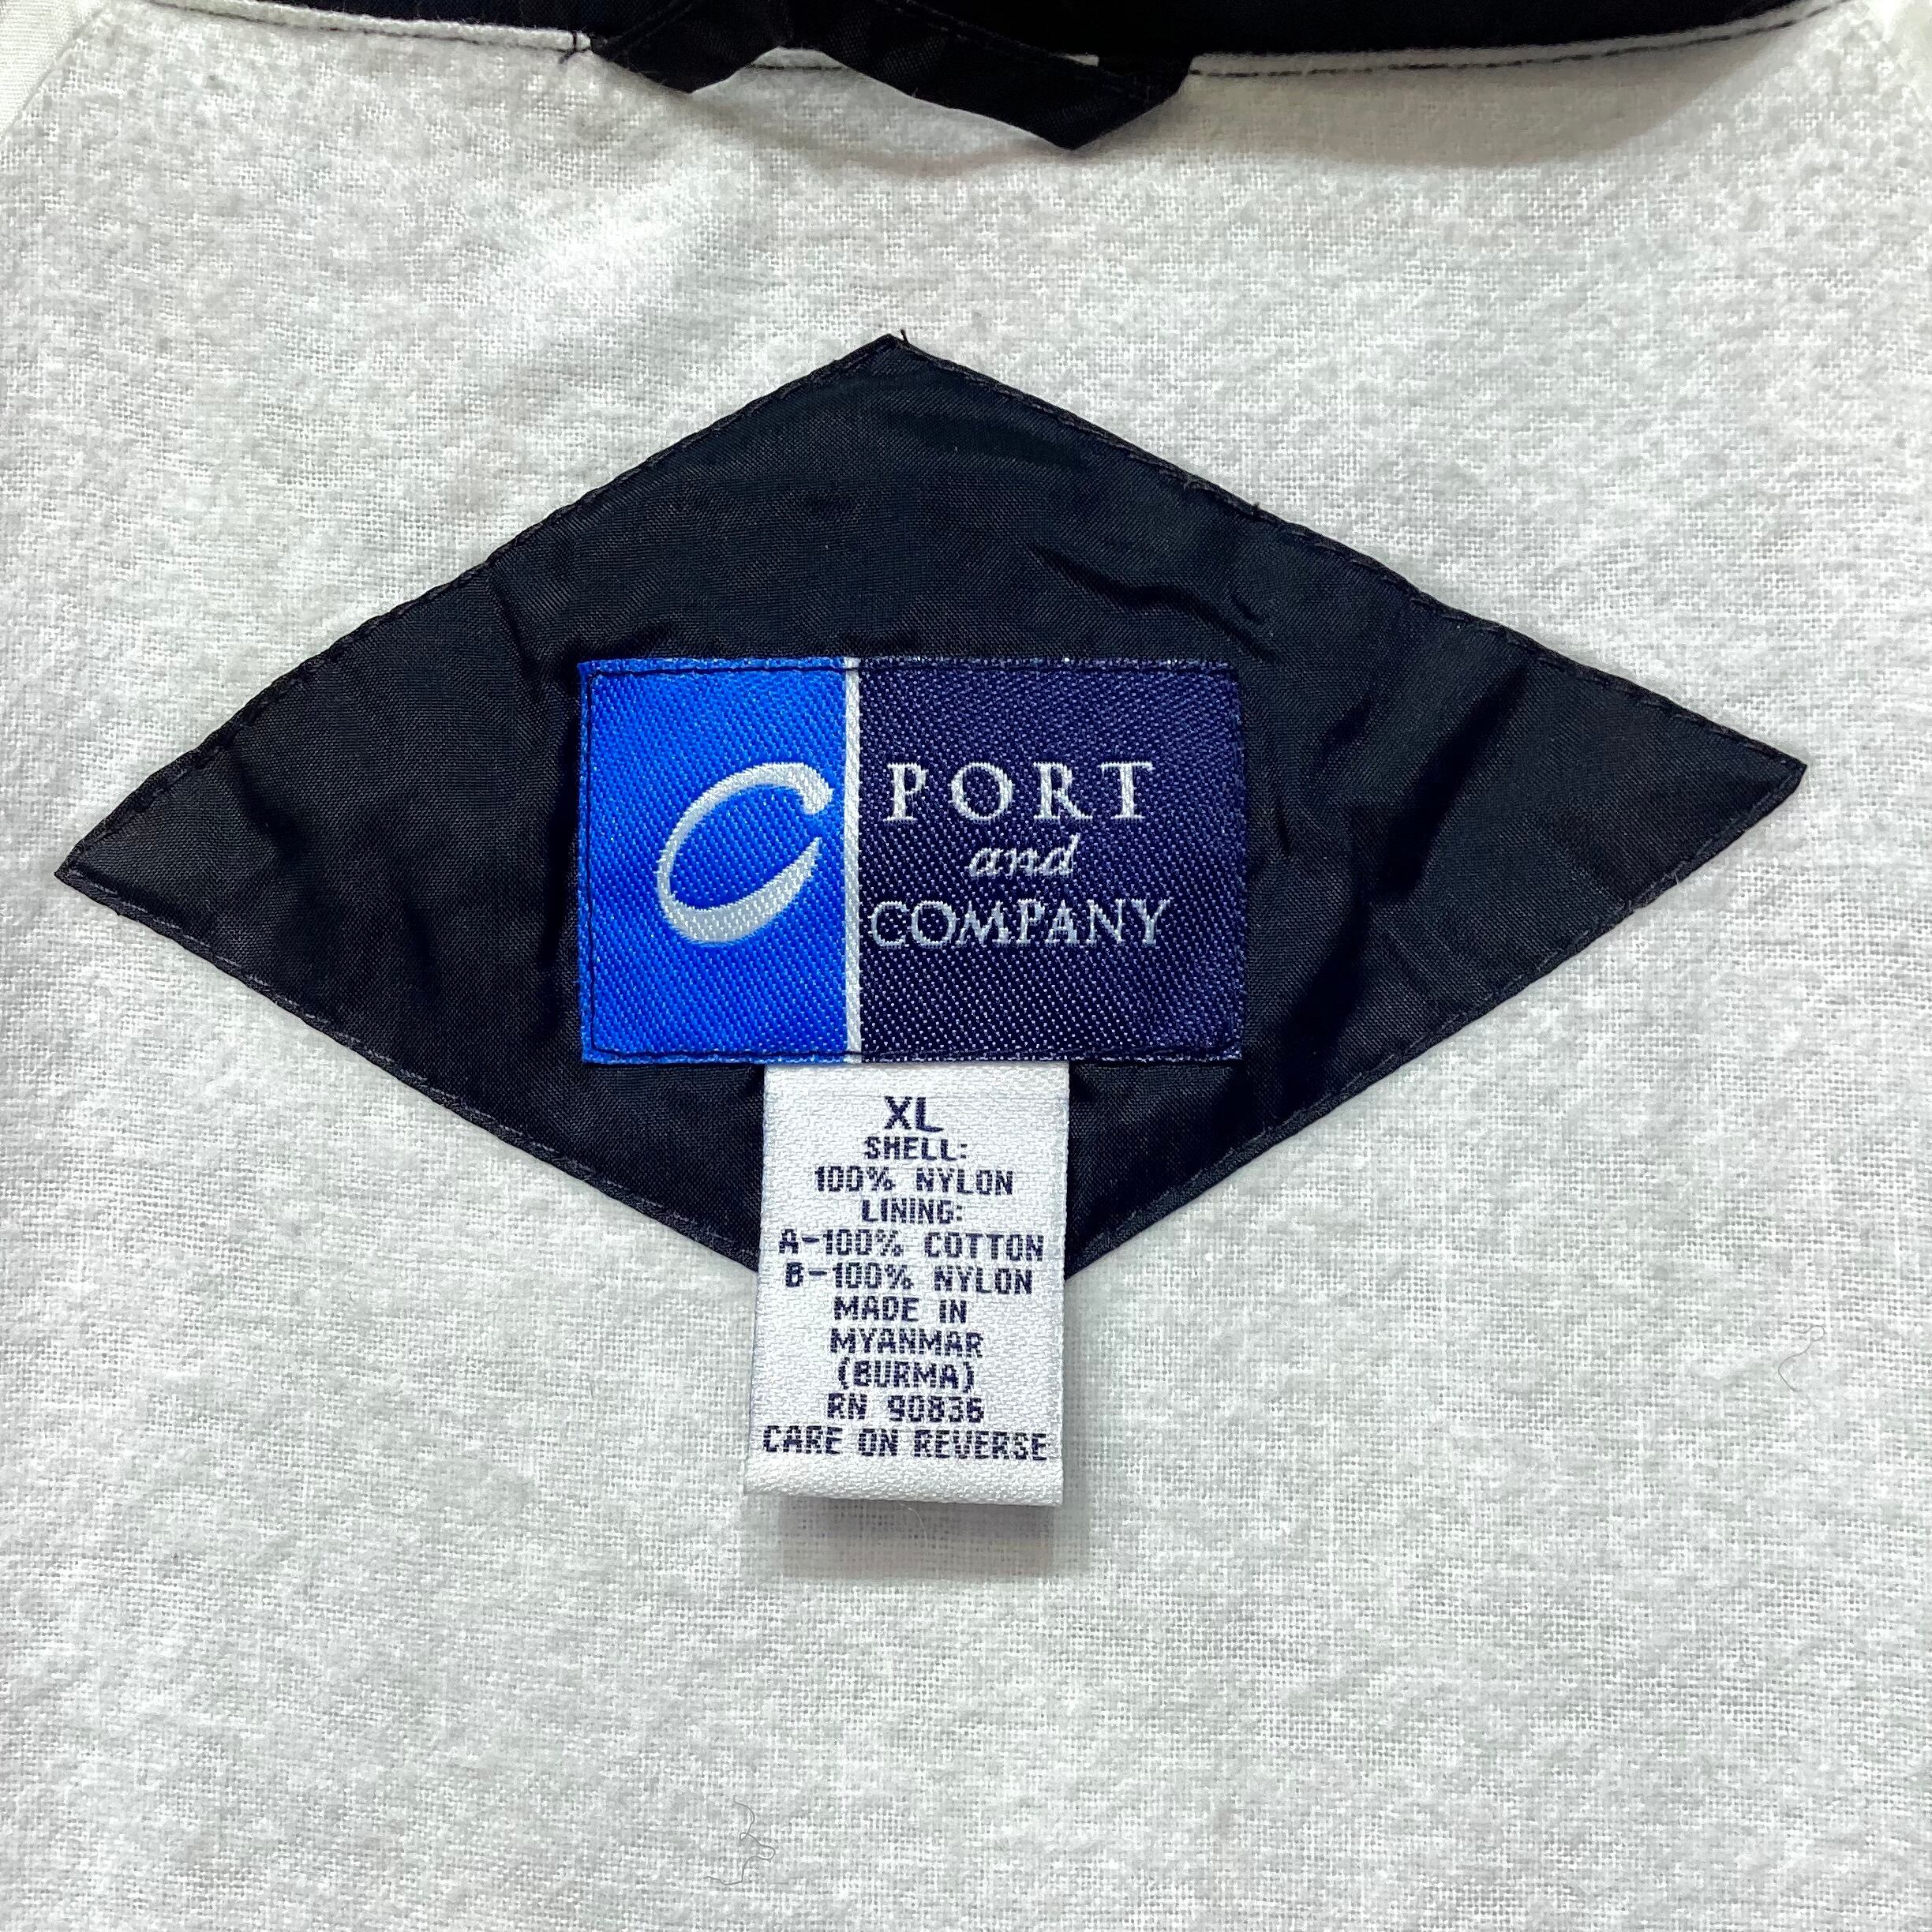 C
PORT
and
COMPANY
XL
SHELL:
100% NYLON
LINING:
A-100% COTTON
B-100% NYLON
MADE IN
MYANMAR
(BURMA)
RN 90836
CARE ON REVERSE